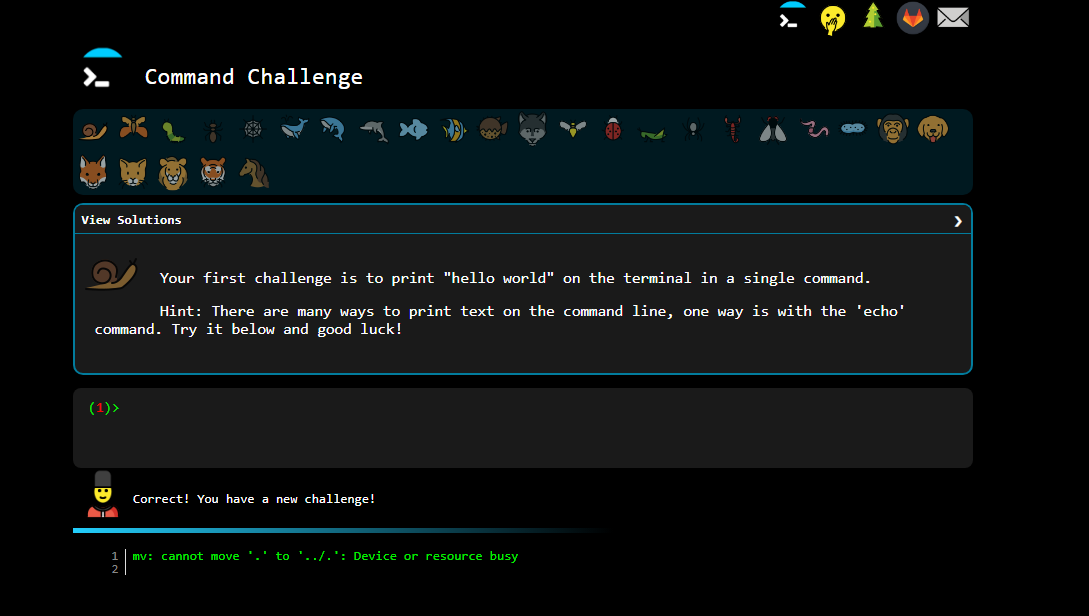 Command Challenge
View Solutions
Your first challenge is to print "hello world" on the terminal in a single command.
Hint: There are many ways to print text on the command line, one way is with the 'echo'
command. Try it below and good luck!
(1)>
Correct! You have a new challenge!
1 mv: cannot move '.' to '../.': Device or resource busy
2